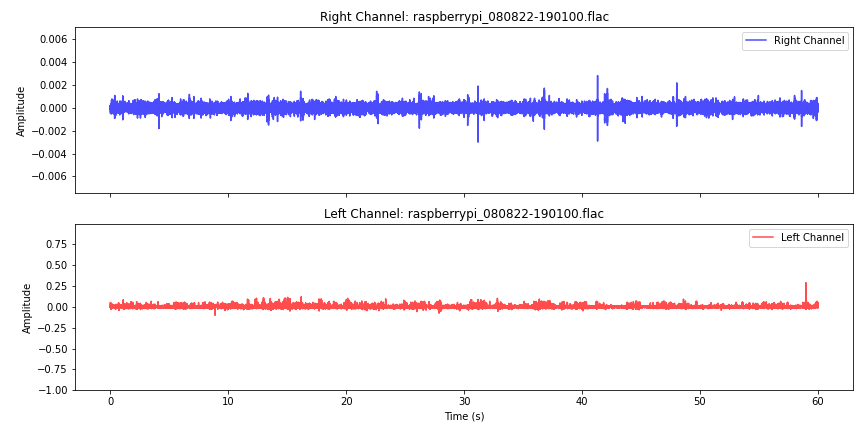 Right Channel: raspberrypi_080822-190100.flac
Right Channel
Amplitude
0.006
0.004
0.002
0.000
−0.002
−0.004
−0.006
Left Channel: raspberrypi_080822-190100.flac
Left Channel
Amplitude
0.75
0.50
0.25
0.00
−0.25
−0.50
−0.75
−1.00
0 10 20 30 40 50 60
Time (s)